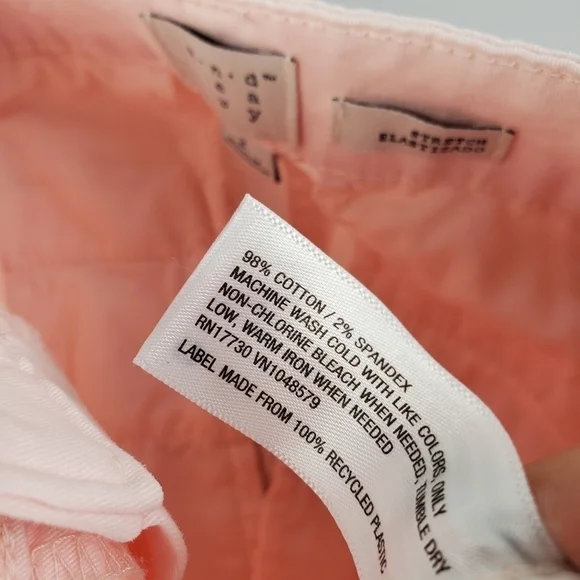 STRETCH
ELASTIZADO
98% COTTON / 2% SPANDEX
MACHINE WASH COLD WITH LIKE COLORS, ONLY
NON-CHLORINE BLEACH WHEN NEEDED, TUMBLE DRY
LOW, WARM IRON WHEN NEEDED
RN17730 VN1048579
LABEL MADE FROM 100% RECYCLED PLASTIC